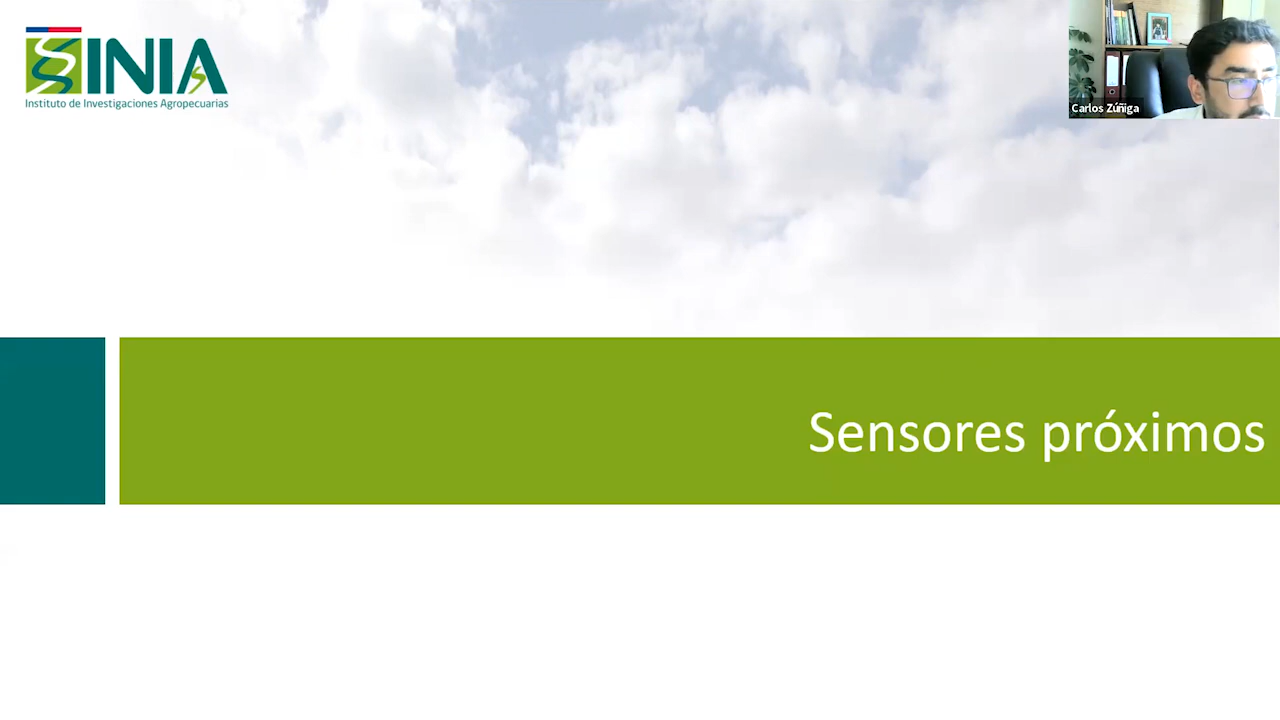 INIA
Instituto de Investigaciones Agropecuarias
Carlos Zúñiga
Sensores próximos